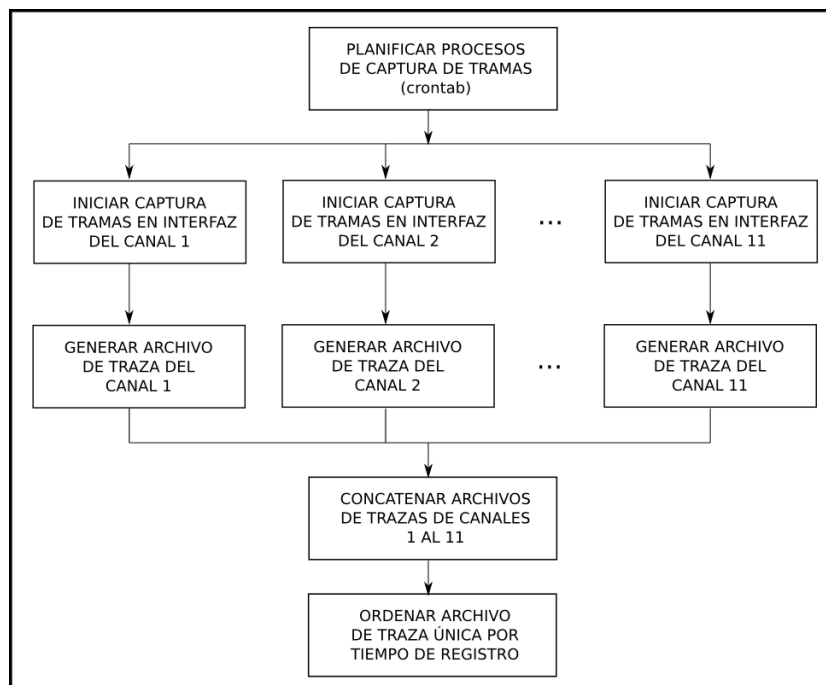 PLANIFICAR PROCESOS
DE CAPTURA DE TRAMAS
(crontab)
INICIAR CAPTURA
DE TRAMAS EN INTERFAZ
DEL CANAL 1
INICIAR CAPTURA
DE TRAMAS EN INTERFAZ
DEL CANAL 2
...
INICIAR CAPTURA
DE TRAMAS EN INTERFAZ
DEL CANAL 11
GENERAR ARCHIVO
DE TRAZA DEL
CANAL 1
GENERAR ARCHIVO
DE TRAZA DEL
CANAL 2
...
GENERAR ARCHIVO
DE TRAZA DEL
CANAL 11
CONCATENAR ARCHIVOS
DE TRAZAS DE CANALES
1 AL 11
ORDENAR ARCHIVO
DE TRAZA ÚNICA POR
TIEMPO DE REGISTRO